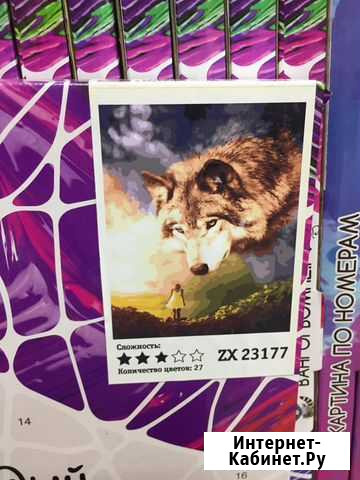 Сложность:
ZX 23177
Количество цветов: 27
КАРТИНА ПО НОМЕРАМ
14
16
Интернет-
Кабинет.Ру